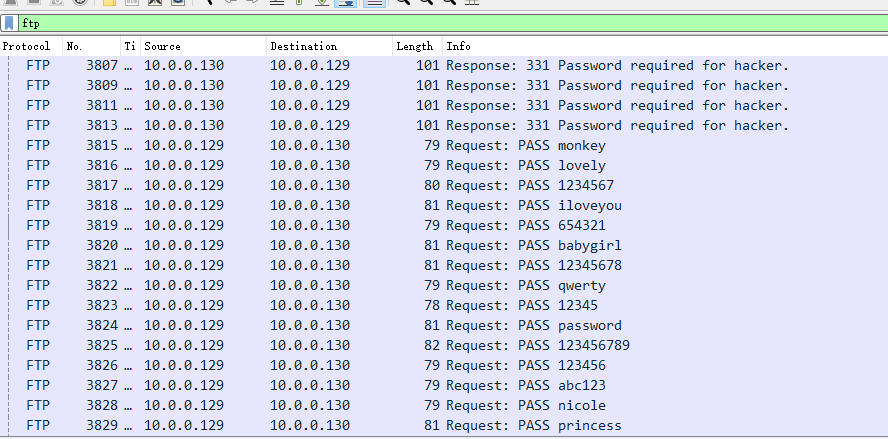 ftp
Protocol No. Ti Source Destination Length Info
FTP 3807 … 10.0.0.130 10.0.0.129 101 Response: 331 Password required for hacker.
FTP 3809 … 10.0.0.130 10.0.0.129 101 Response: 331 Password required for hacker.
FTP 3811 … 10.0.0.130 10.0.0.129 101 Response: 331 Password required for hacker.
FTP 3813 … 10.0.0.130 10.0.0.129 101 Response: 331 Password required for hacker.
FTP 3815 … 10.0.0.129 10.0.0.130 79 Request: PASS monkey
FTP 3816 … 10.0.0.129 10.0.0.130 79 Request: PASS lovely
FTP 3817 … 10.0.0.129 10.0.0.130 80 Request: PASS 1234567
FTP 3818 … 10.0.0.129 10.0.0.130 81 Request: PASS iloveyou
FTP 3819 … 10.0.0.129 10.0.0.130 79 Request: PASS 654321
FTP 3820 … 10.0.0.129 10.0.0.130 81 Request: PASS babygirl
FTP 3821 … 10.0.0.129 10.0.0.130 81 Request: PASS 12345678
FTP 3822 … 10.0.0.129 10.0.0.130 79 Request: PASS qwerty
FTP 3823 … 10.0.0.129 10.0.0.130 78 Request: PASS 12345
FTP 3824 … 10.0.0.129 10.0.0.130 81 Request: PASS password
FTP 3825 … 10.0.0.129 10.0.0.130 82 Request: PASS 123456789
FTP 3826 … 10.0.0.129 10.0.0.130 79 Request: PASS 123456
FTP 3827 … 10.0.0.129 10.0.0.130 79 Request: PASS abc123
FTP 3828 … 10.0.0.129 10.0.0.130 79 Request: PASS nicole
FTP 3829 … 10.0.0.129 10.0.0.130 81 Request: PASS princess